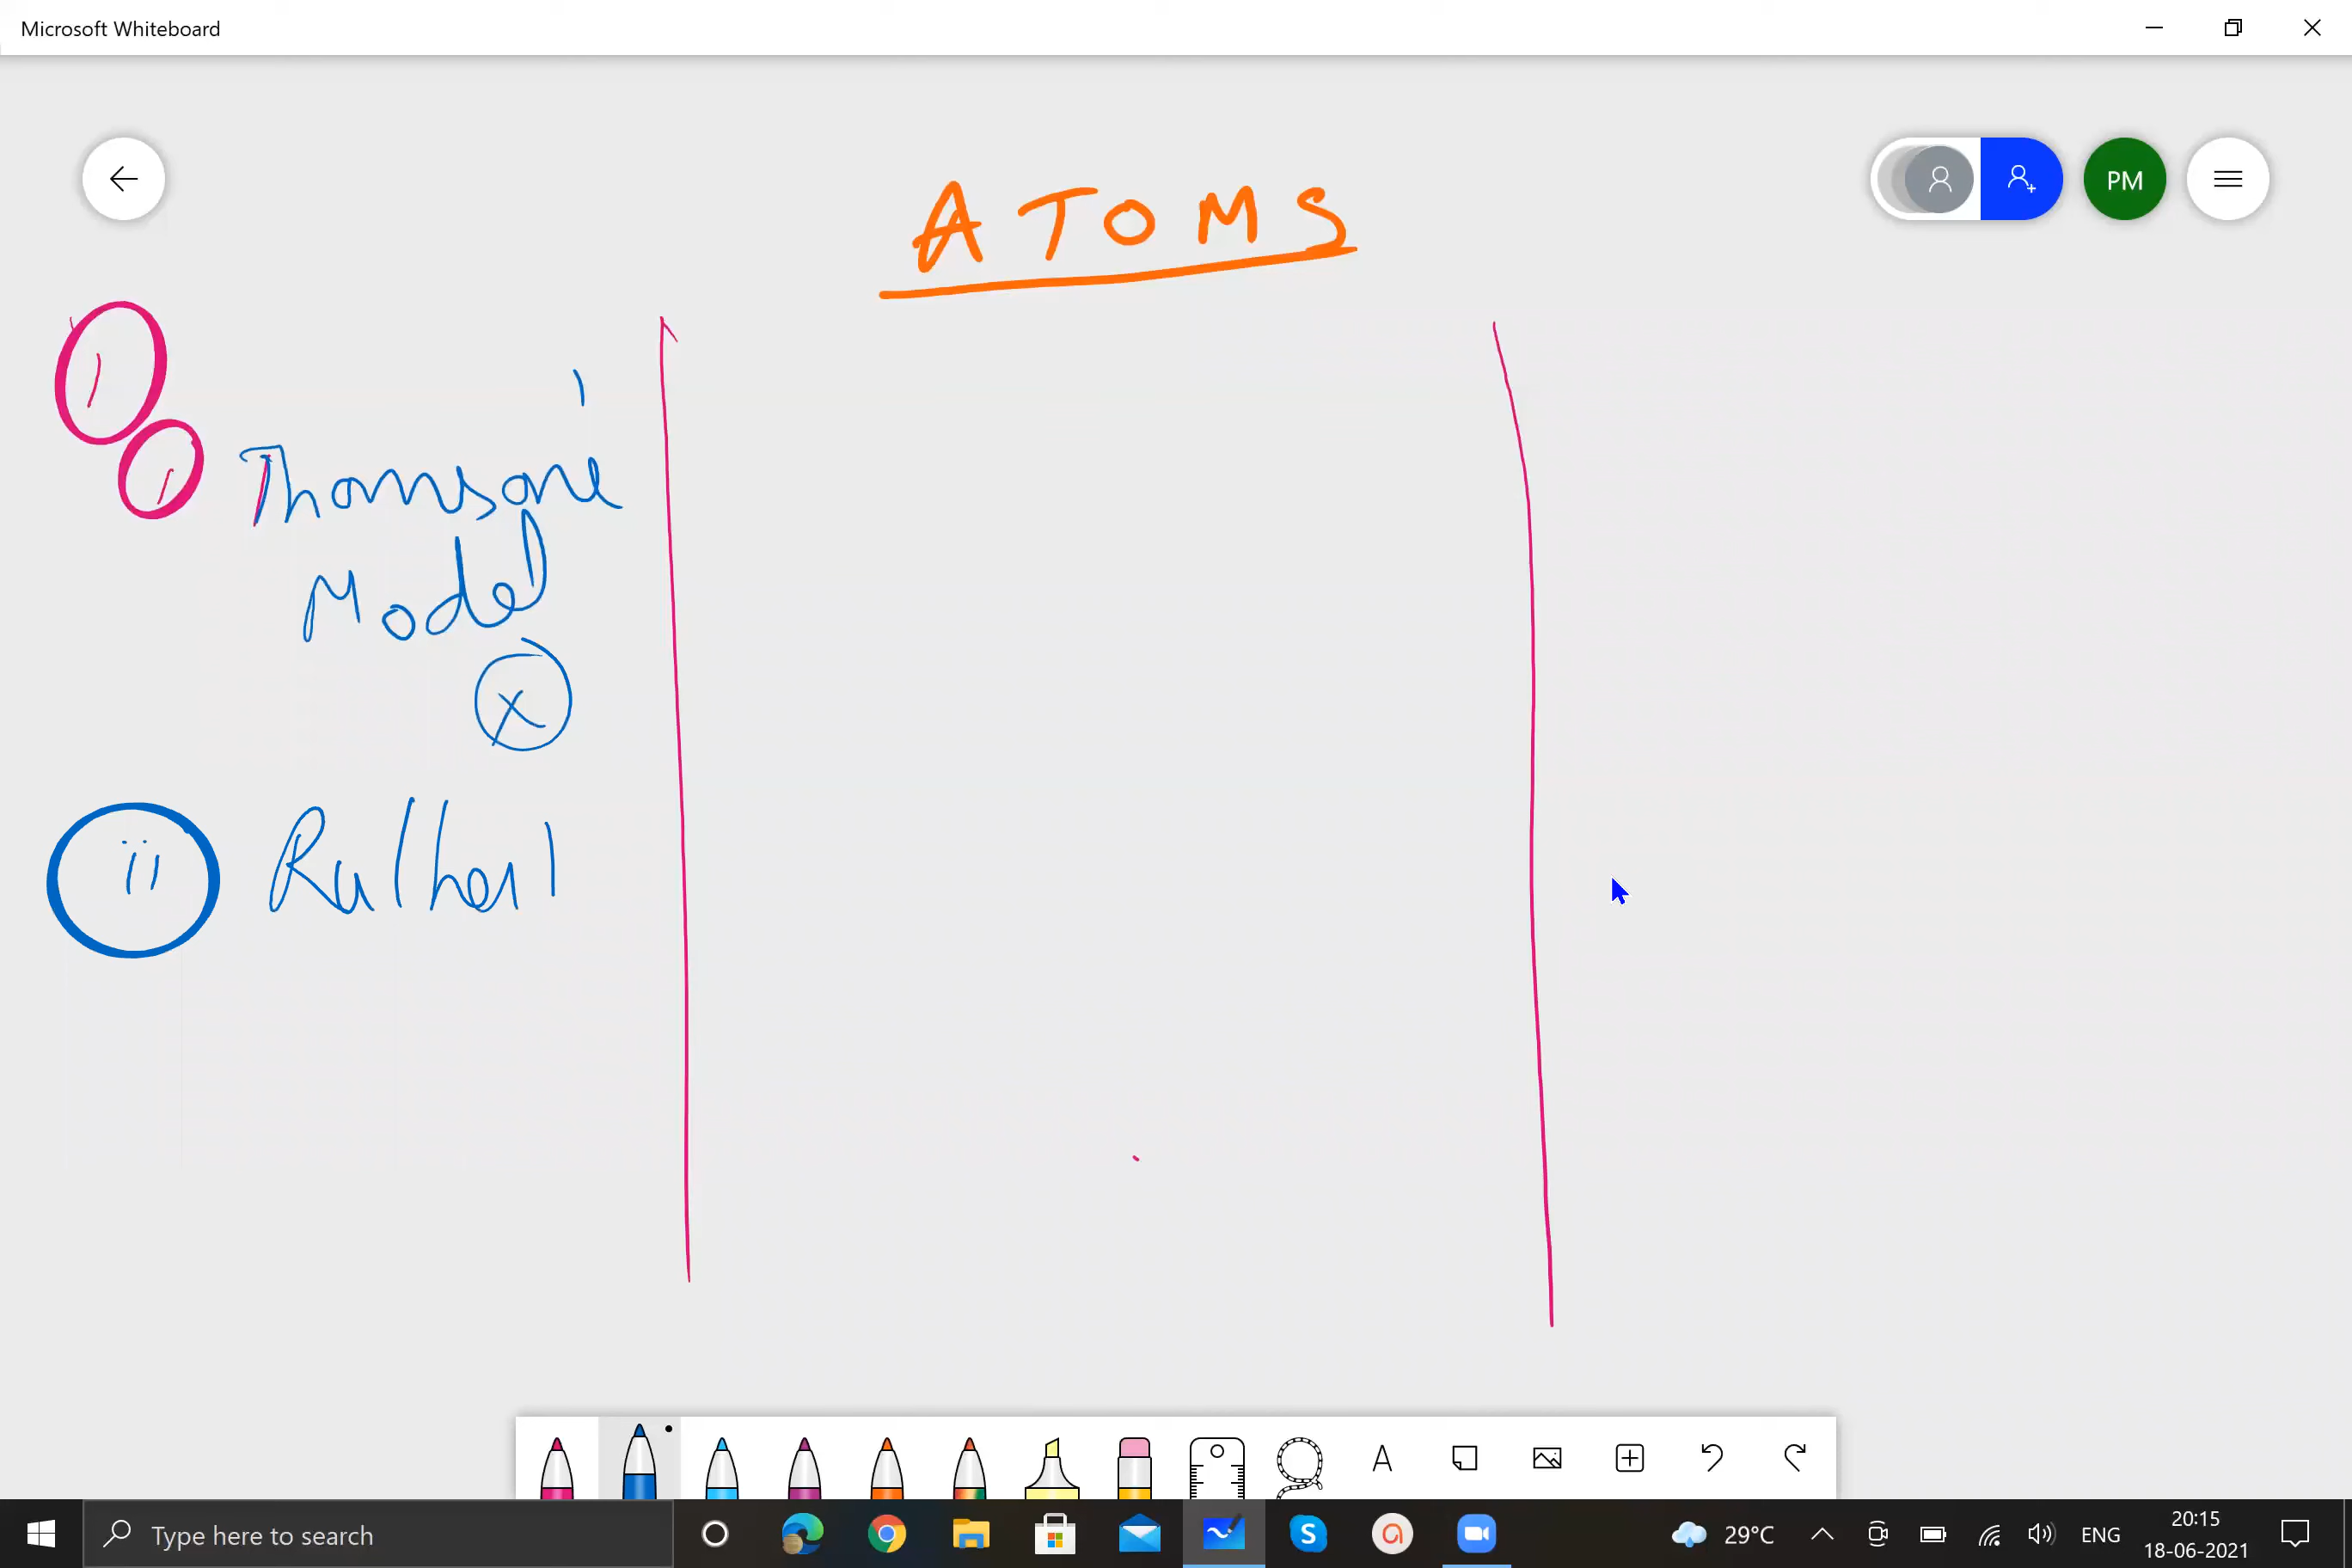 Microsoft Whiteboard
PM
ATOMS
i
i Thomson's
Model
x
ii Ruther
A
Type here to search
29°C
ENG
20:15
18-06-2021